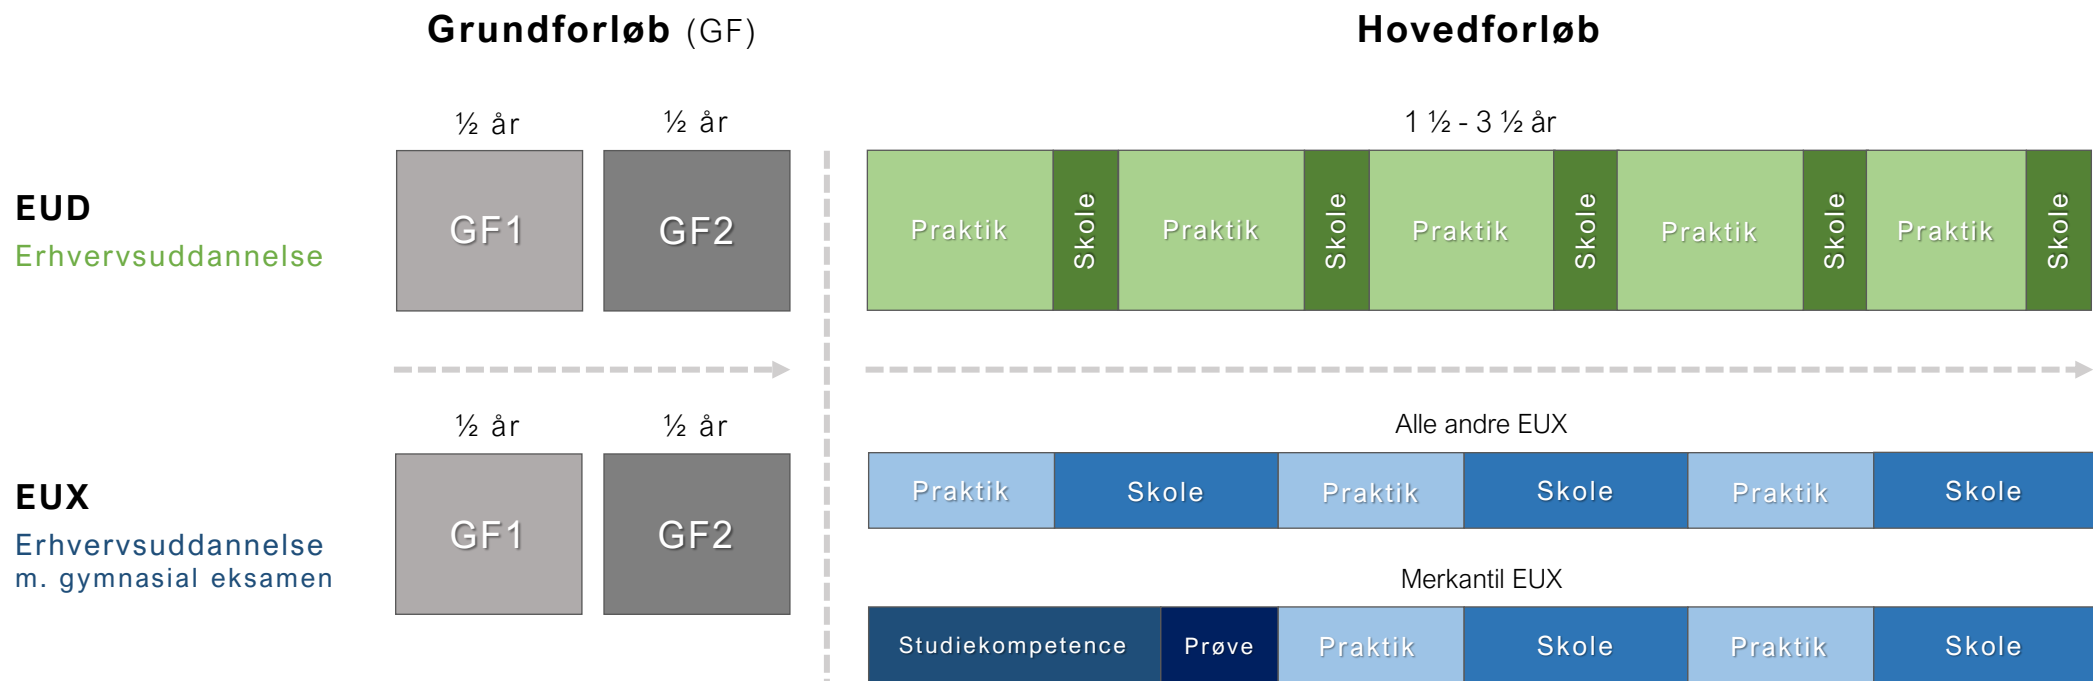 Grundforløb (GF)
Hovedforløb
½ år
½ år
1 ½ - 3 ½ år
EUD
Erhvervsuddannelse
GF1
GF2
Praktik
Skole
Praktik
Skole
Praktik
Skole
Praktik
Skole
Praktik
Skole
½ år
½ år
Alle andre EUX
EUX
Erhvervsuddannelse
m. gymnasial eksamen
GF1
GF2
Praktik
Skole
Praktik
Skole
Praktik
Skole
Merkantil EUX
Studiekompetence
Prøve
Praktik
Skole
Praktik
Skole